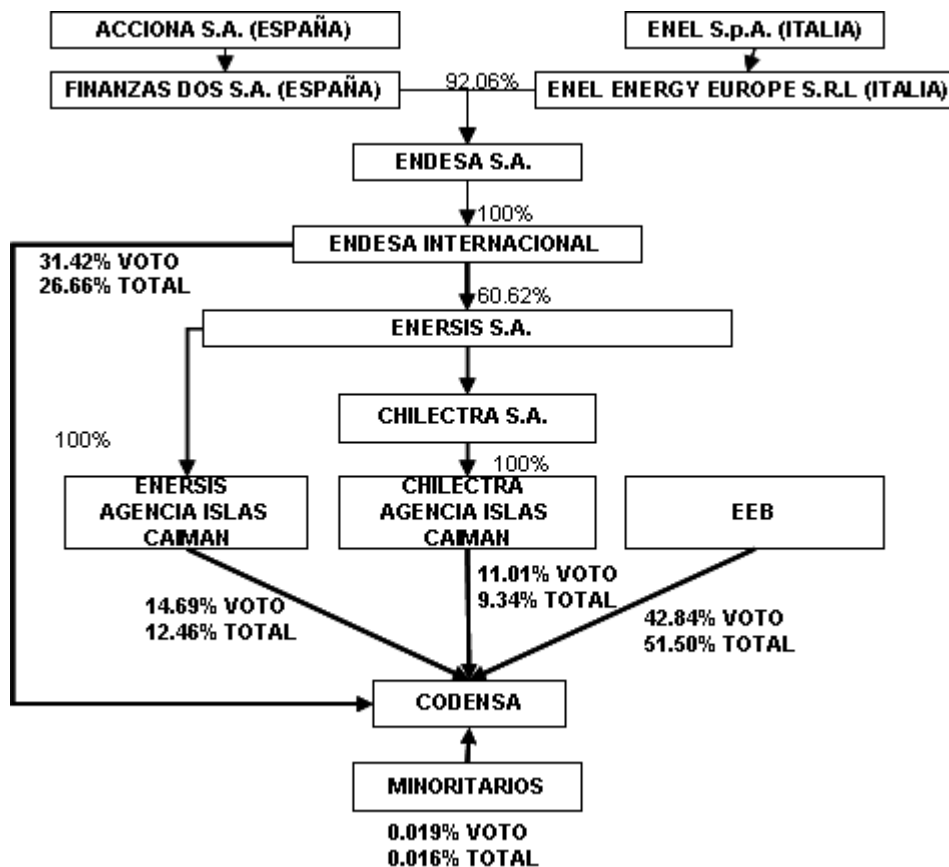 ACCIONA S.A. (ESPAÑA)
ENEL S.p.A. (ITALIA)
FINANZAS DOS S.A. (ESPAÑA)
92.06%
ENEL ENERGY EUROPE S.R.L (ITALIA)
ENDESA S.A.
100%
ENDESA INTERNACIONAL
31.42% VOTO
26.66% TOTAL
60.62%
ENERSIS S.A.
CHILECTRA S.A.
100%
100%
ENERSIS
AGENCIA ISLAS
CAIMAN
CHILECTRA
AGENCIA ISLAS
CAIMAN
EEB
14.69% VOTO
12.46% TOTAL
11.01% VOTO
9.34% TOTAL
42.84% VOTO
51.50% TOTAL
CODENSA
MINORITARIOS
0.019% VOTO
0.016% TOTAL